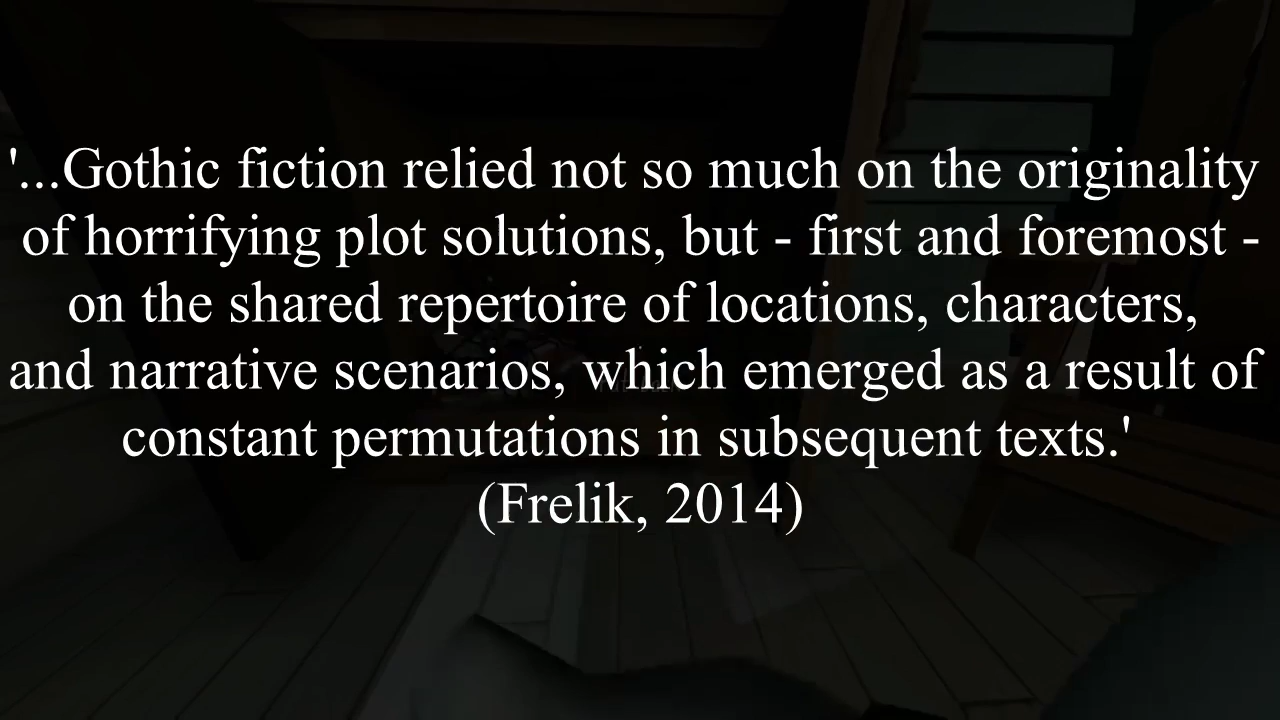 '...Gothic fiction relied not so much on the originality
of horrifying plot solutions, but - first and foremost -
on the shared repertoire of locations, characters,
and narrative scenarios, which emerged as a result of
constant permutations in subsequent texts.'
(Frelik, 2014)